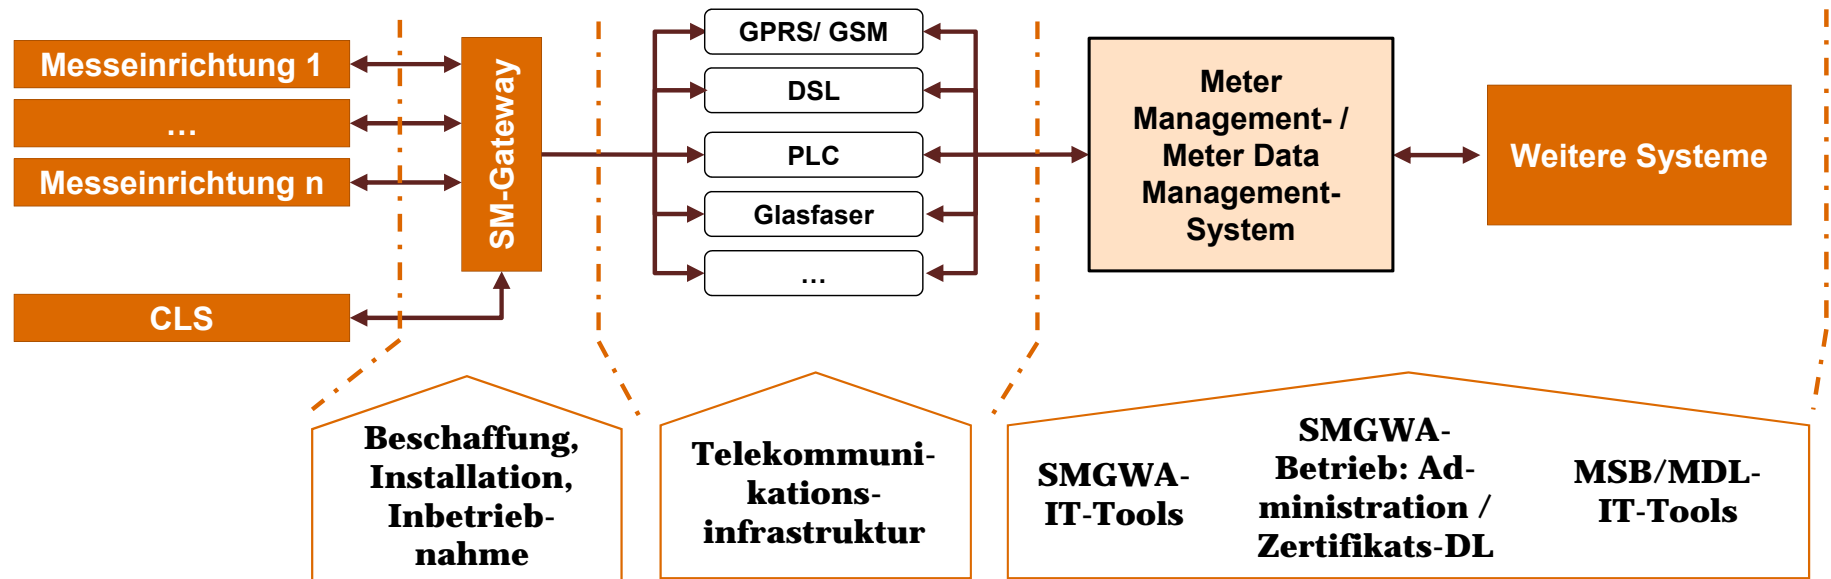 Messeinrichtung 1
…
Messeinrichtung n
CLS
SM-Gateway
GPRS/ GSM
DSL
PLC
Glasfaser
…
Meter
Management- /
Meter Data
Management-
System
Weitere Systeme
Beschaffung,
Installation,
Inbetrieb-
nahme
Telekommuni-
kations-
infrastruktur
SMGWA-
IT-Tools
SMGWA-
Betrieb: Ad-
ministration /
Zertifikats-DL
MSB/MDL-
IT-Tools